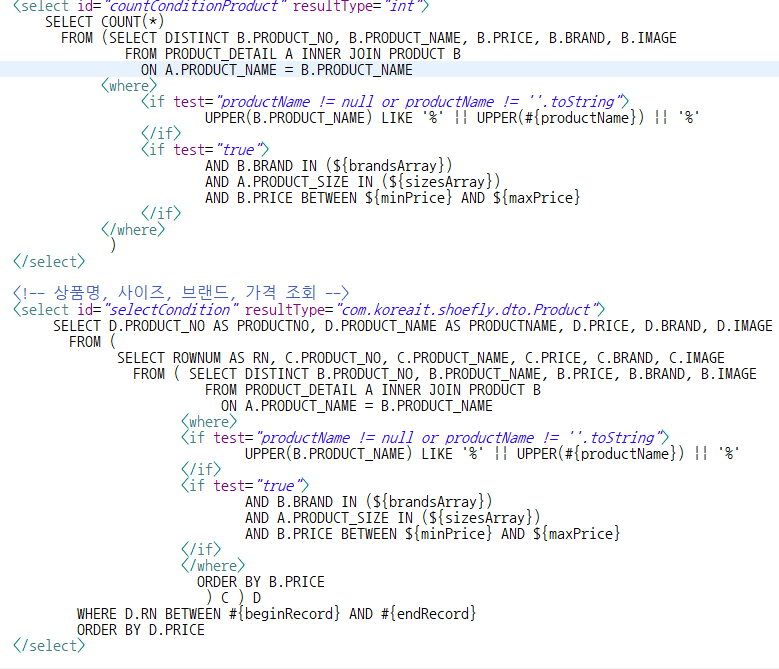 <select id="countConditionProduct" resultType="int">
SELECT COUNT(*)
FROM (SELECT DISTINCT B.PRODUCT_NO, B.PRODUCT_NAME, B.PRICE, B.BRAND, B.IMAGE
FROM PRODUCT_DETAIL A INNER JOIN PRODUCT B
ON A.PRODUCT_NAME = B.PRODUCT_NAME
<where>
<if test="productName != null or productName != ''.toString">
UPPER(B.PRODUCT_NAME) LIKE '%' || UPPER(#{productName}) || '%'
</if>
<if test="true">
AND B.BRAND IN (${brandsArray})
AND A.PRODUCT_SIZE IN (${sizesArray})
AND B.PRICE BETWEEN ${minPrice} AND ${maxPrice}
</if>
</where>
)
</select>
<!-- 상품명, 사이즈, 브랜드, 가격 조회 -->
<select id="selectCondition" resultType="com.koreait.shoefly.dto.Product">
SELECT D.PRODUCT_NO AS PRODUCTNO, D.PRODUCT_NAME AS PRODUCTNAME, D.PRICE, D.BRAND, D.IMAGE
FROM (
SELECT ROWNUM AS RN, C.PRODUCT_NO, C.PRODUCT_NAME, C.PRICE, C.BRAND, C.IMAGE
FROM ( SELECT DISTINCT B.PRODUCT_NO, B.PRODUCT_NAME, B.PRICE, B.BRAND, B.IMAGE
FROM PRODUCT_DETAIL A INNER JOIN PRODUCT B
ON A.PRODUCT_NAME = B.PRODUCT_NAME
<where>
<if test="productName != null or productName != ''.toString">
UPPER(B.PRODUCT_NAME) LIKE '%' || UPPER(#{productName}) || '%'
</if>
<if test="true">
AND B.BRAND IN (${brandsArray})
AND A.PRODUCT_SIZE IN (${sizesArray})
AND B.PRICE BETWEEN ${minPrice} AND ${maxPrice}
</if>
</where>
ORDER BY B.PRICE
) C ) D
WHERE D.RN BETWEEN #{beginRecord} AND #{endRecord}
ORDER BY D.PRICE
</select>